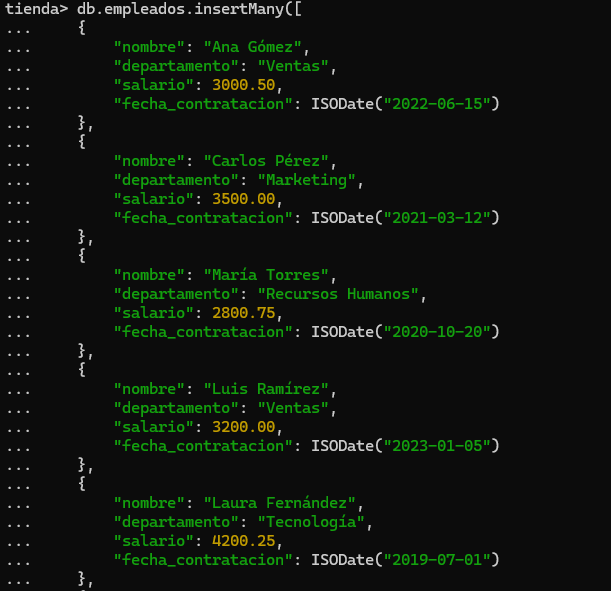 tienda> db.empleados.insertMany([
...     {
...         "nombre": "Ana Gómez",
...         "departamento": "Ventas",
...         "salario": 3000.50,
...         "fecha_contratacion": ISODate("2022-06-15")
...     },
...     {
...         "nombre": "Carlos Pérez",
...         "departamento": "Marketing",
...         "salario": 3500.00,
...         "fecha_contratacion": ISODate("2021-03-12")
...     },
...     {
...         "nombre": "María Torres",
...         "departamento": "Recursos Humanos",
...         "salario": 2800.75,
...         "fecha_contratacion": ISODate("2020-10-20")
...     },
...     {
...         "nombre": "Luis Ramírez",
...         "departamento": "Ventas",
...         "salario": 3200.00,
...         "fecha_contratacion": ISODate("2023-01-05")
...     },
...     {
...         "nombre": "Laura Fernández",
...         "departamento": "Tecnología",
...         "salario": 4200.25,
...         "fecha_contratacion": ISODate("2019-07-01")
...     },